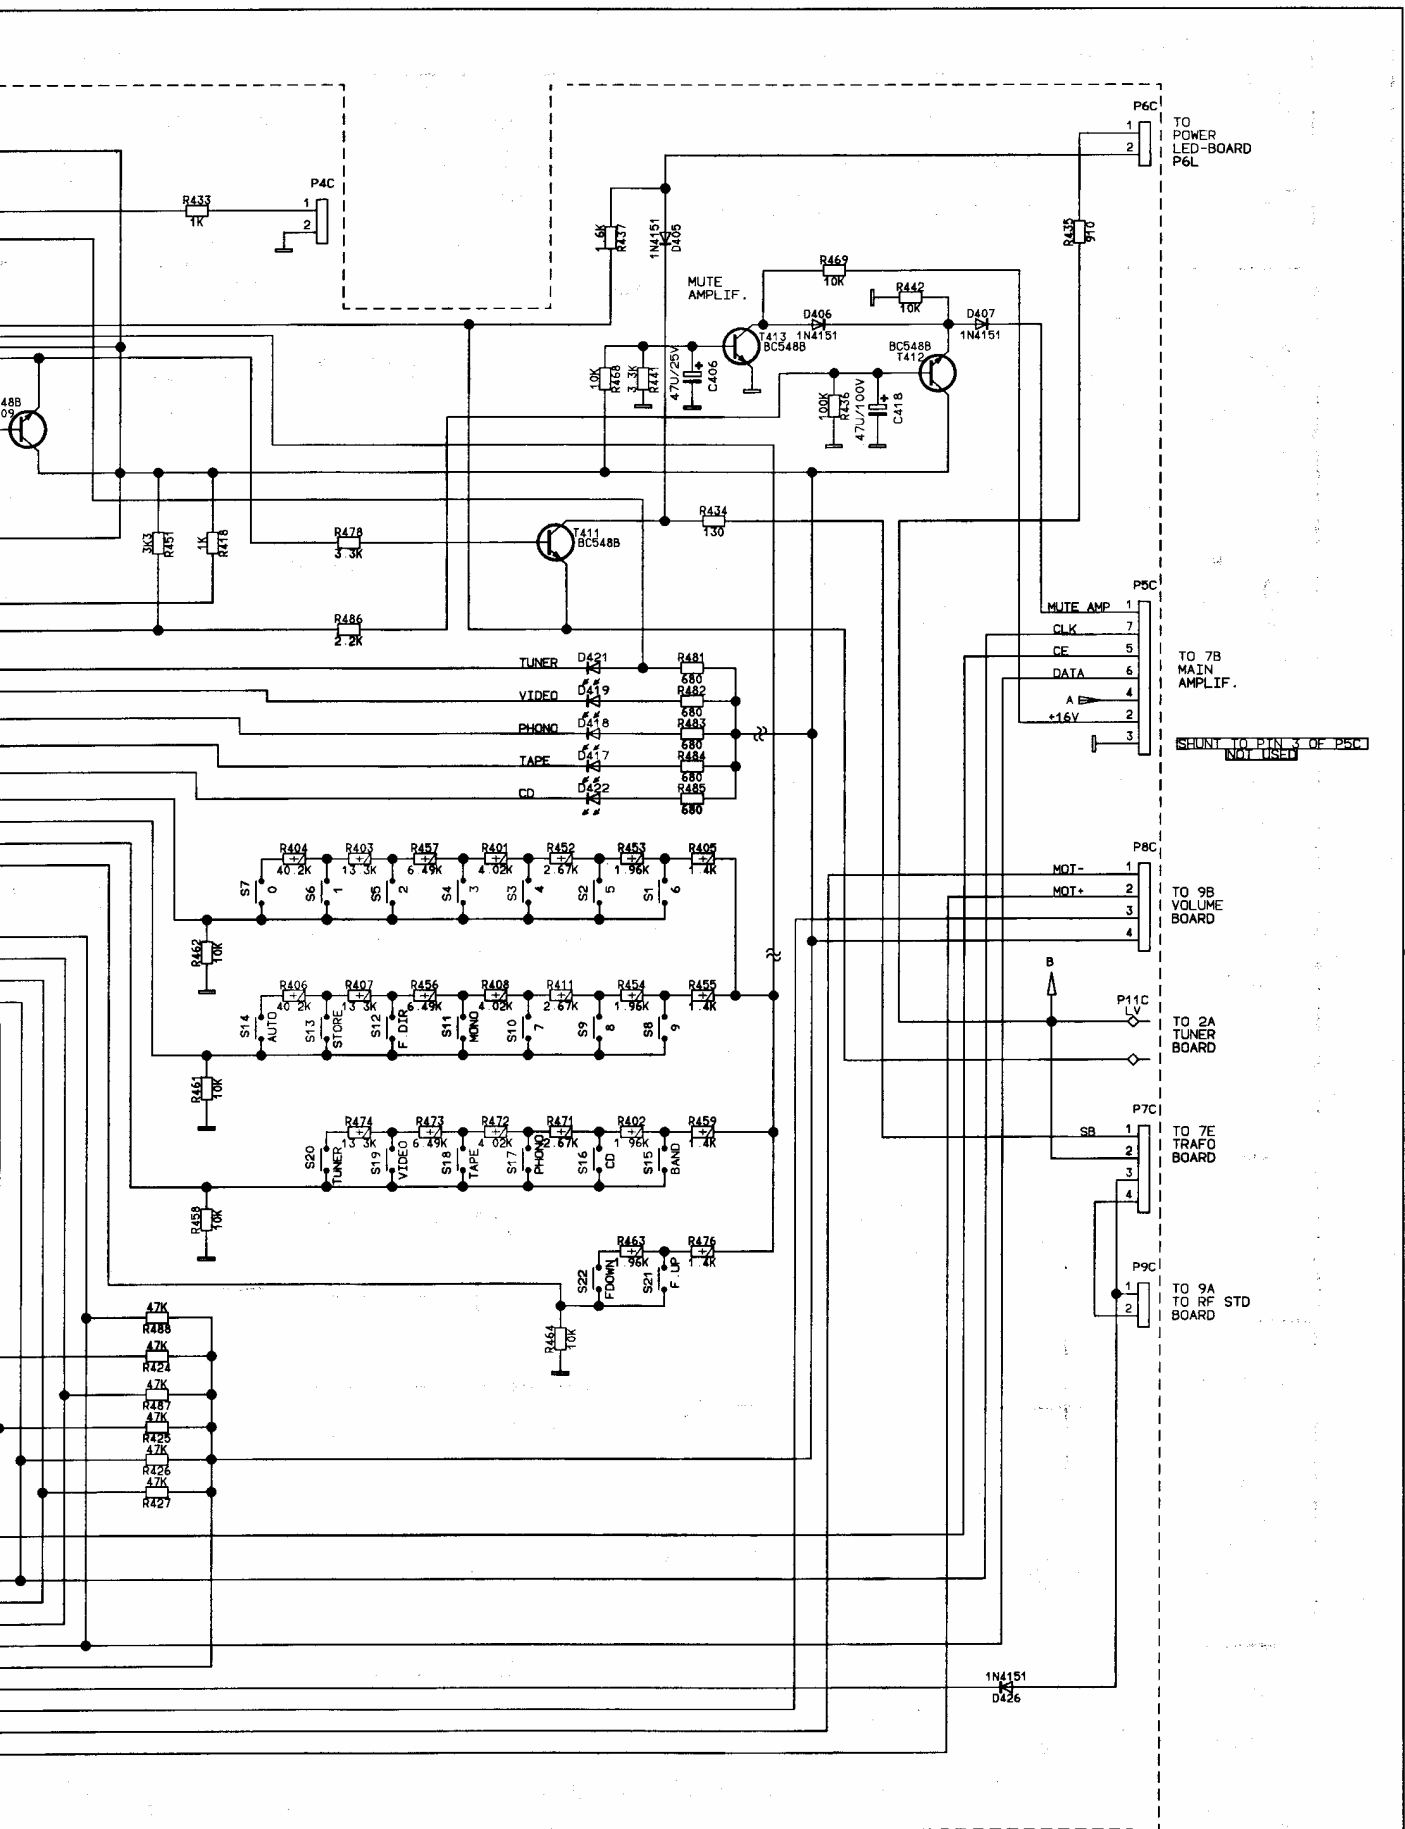 P6C
1
2
TO
POWER
LED-BOARD
P6L
R433
1K
P4C
1
2
1.6K
R437
1N4151
D405
R435
910
MUTE
AMPLIF.
R469
10K
R442
10K
D406
1N4151
D407
1N4151
T413
BC548B
BC548B
T412
10K
R468
3.3K
R441
47U/25V
C406
+
100K
R436
47U/100V
C418
+
48B
09
3K3
R451
1K
R418
R478
3.3K
T411
BC548B
R434
130
R486
2.2K
P5C
MUTE AMP 1
CLK 7
CE 5
DATA 6
A 4
+16V 2
3
TO 7B
MAIN
AMPLIF.
SHUNT TO PIN 3 OF P5C
NOT USED
TUNER D421 R481
680
VIDEO D419 R482
680
PHONO D418 R483
680
TAPE D417 R484
680
CD D422 R485
680
R404 R403 R457 R401 R452 R453 R405
40.2K 13.3K 6.49K 4.02K 2.67K 1.96K 1.4K
S7 0 S6 1 S5 2 S4 3 S3 4 S2 5 S1 6
R462
10K
P8C
MOT- 1
MOT+ 2
3
4
TO 9B
VOLUME
BOARD
R406 R407 R456 R408 R411 R454 R455
40.2K 13.3K 6.49K 4.02K 2.67K 1.96K 1.4K
S14 AUTO S13 STORE S12 F DIR S11 MONO S10 7 S9 8 S8 9
R461
10K
B
P11C
LV
TO 2A
TUNER
BOARD
R474 R473 R472 R471 R402 R459
13.3K 6.49K 4.02K 2.67K 1.96K 1.4K
S20 TUNER S19 VIDEO S18 TAPE S17 PHONO S16 CD S15 BAND
R458
10K
P7C
SB 1
2
3
4
TO 7E
TRAFO
BOARD
R463 R476
1.96K 1.4K
S22 FDOWN S21 F.UP
R464
10K
P9C
1
2
TO 9A
TO RF STD
BOARD
47K
R488
47K
R424
47K
R487
47K
R425
47K
R426
47K
R427
1N4151
D426